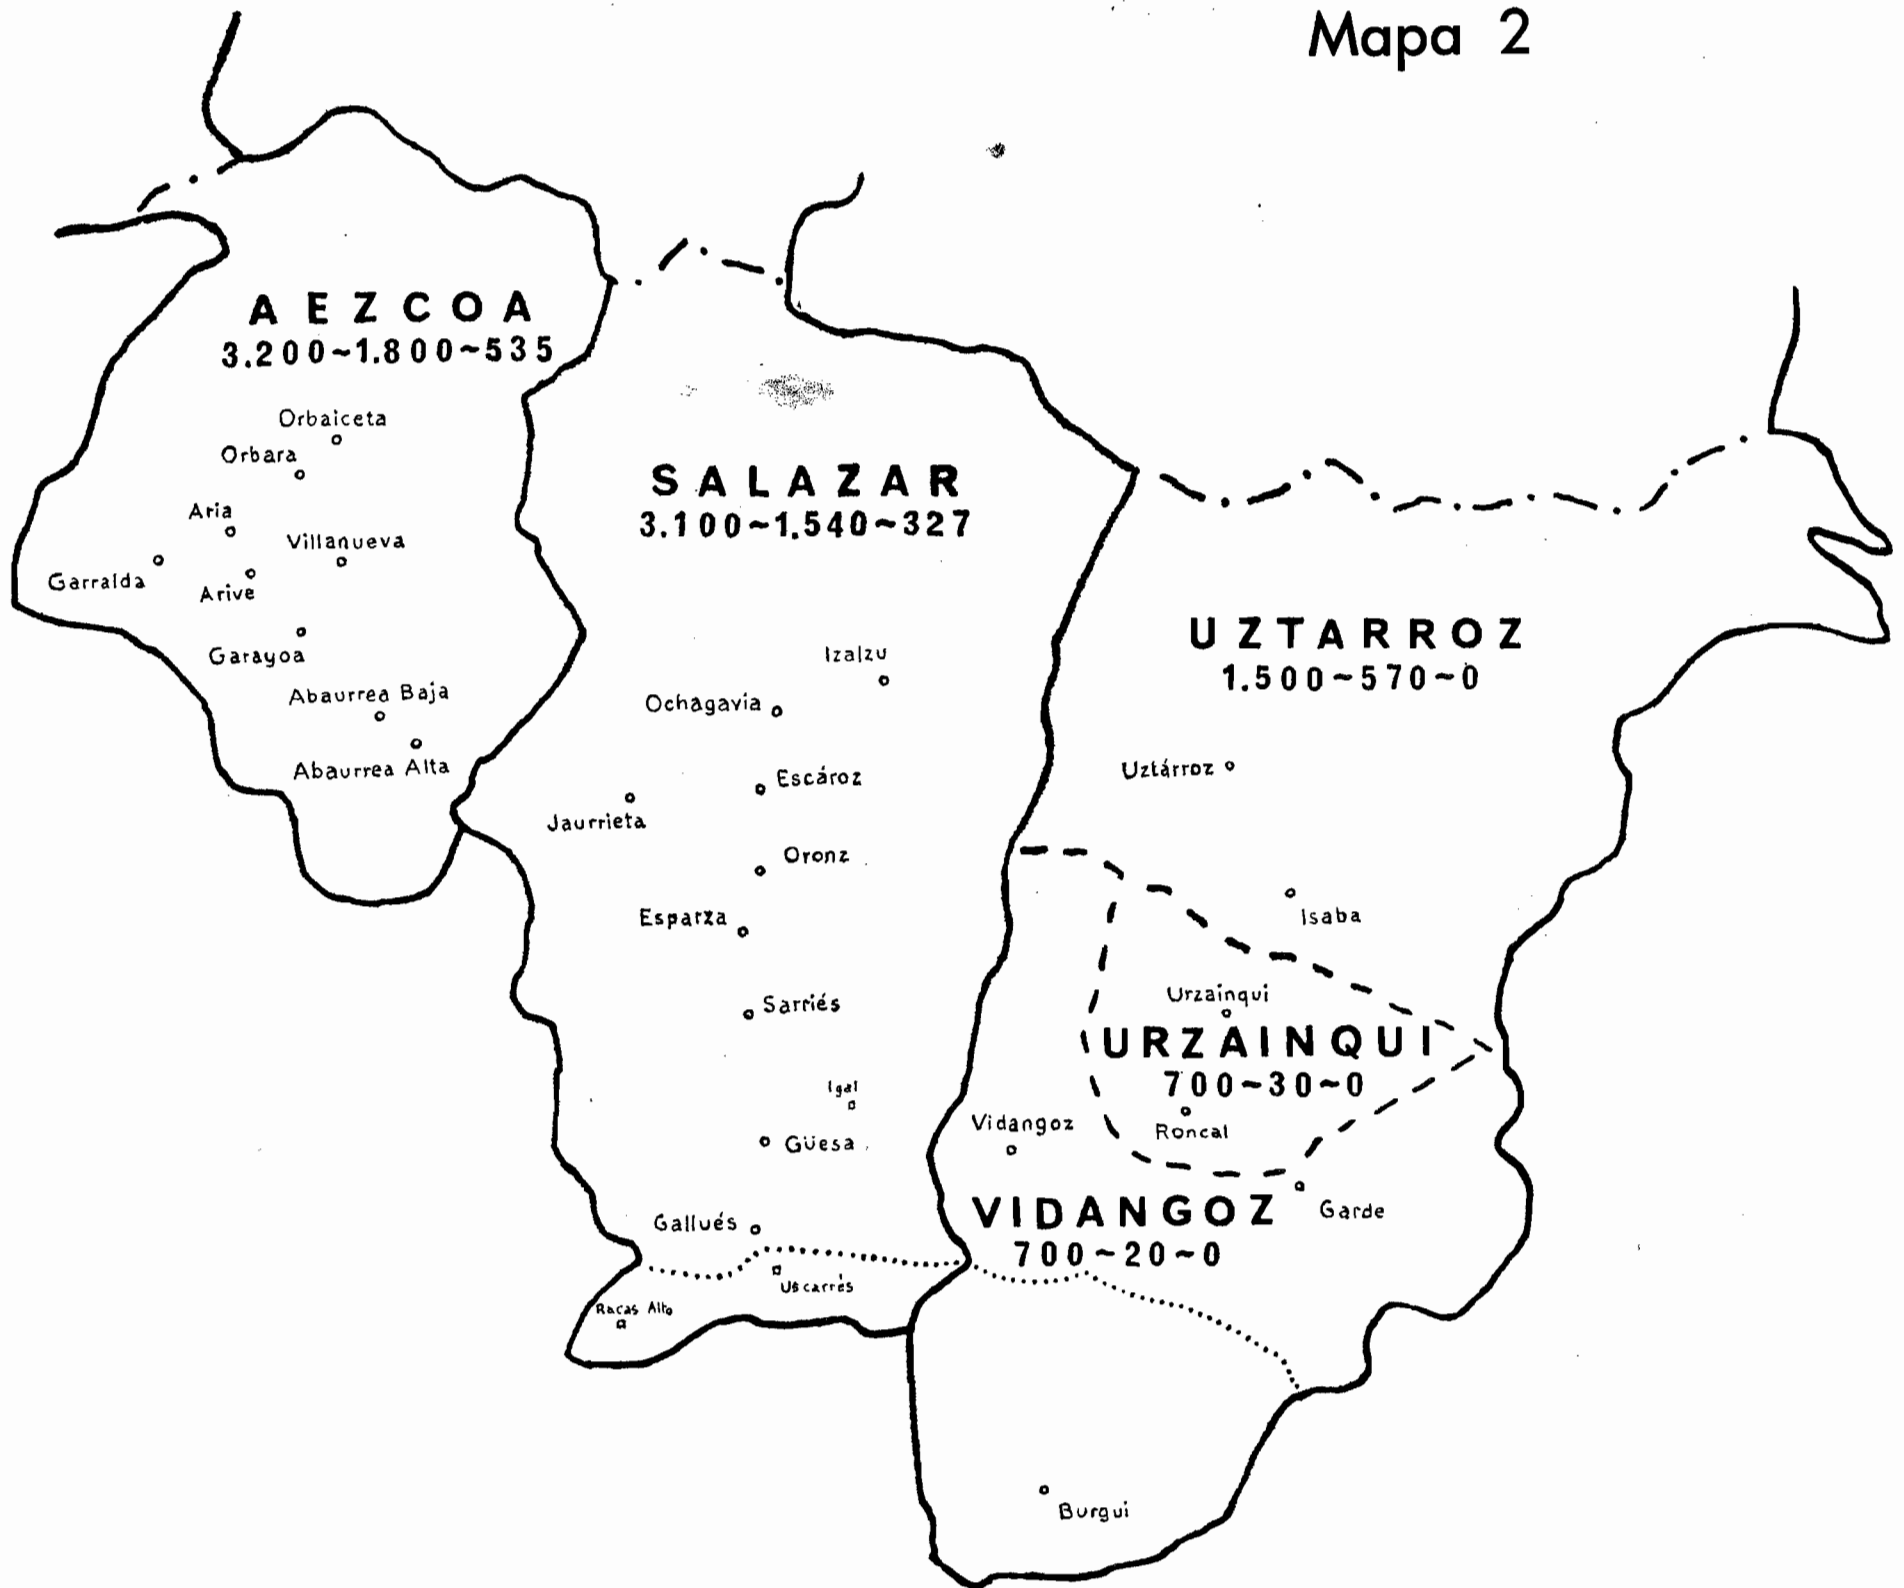 Mapa 2
AEZCOA
3.200~1.800~535
Orbaiceta
Orbara
Aria
Villanueva
Garralda
Arive
Garayoa
Abaurrea Baja
Abaurrea Alta
SALAZAR
3.100~1.540~327
Izalzu
Ochagavia
Escároz
Jaurrieta
Oronz
Esparza
Sarriés
Igal
Güesa
Gallués
Uscarrés
Racas Alto
UZTARROZ
1.500~570~0
Uztárroz
Isaba
Urzainqui
URZAINQUI
700~30~0
Roncal
Vidangoz
VIDANGOZ
700~20~0
Garde
Burgui